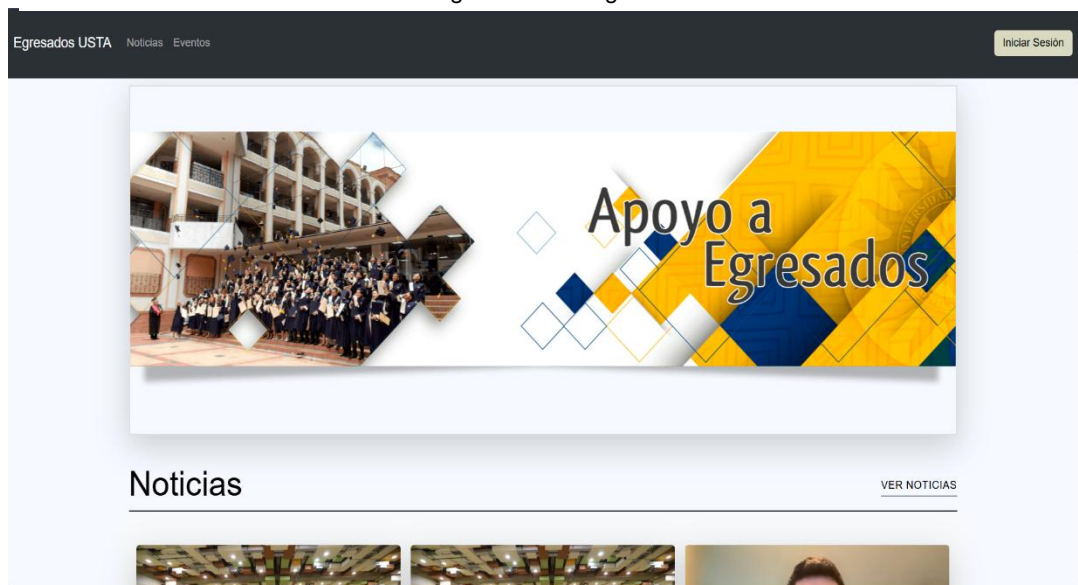 Egresados USTA Noticias Eventos Iniciar Sesión
Apoyo a
Egresados
Noticias VER NOTICIAS